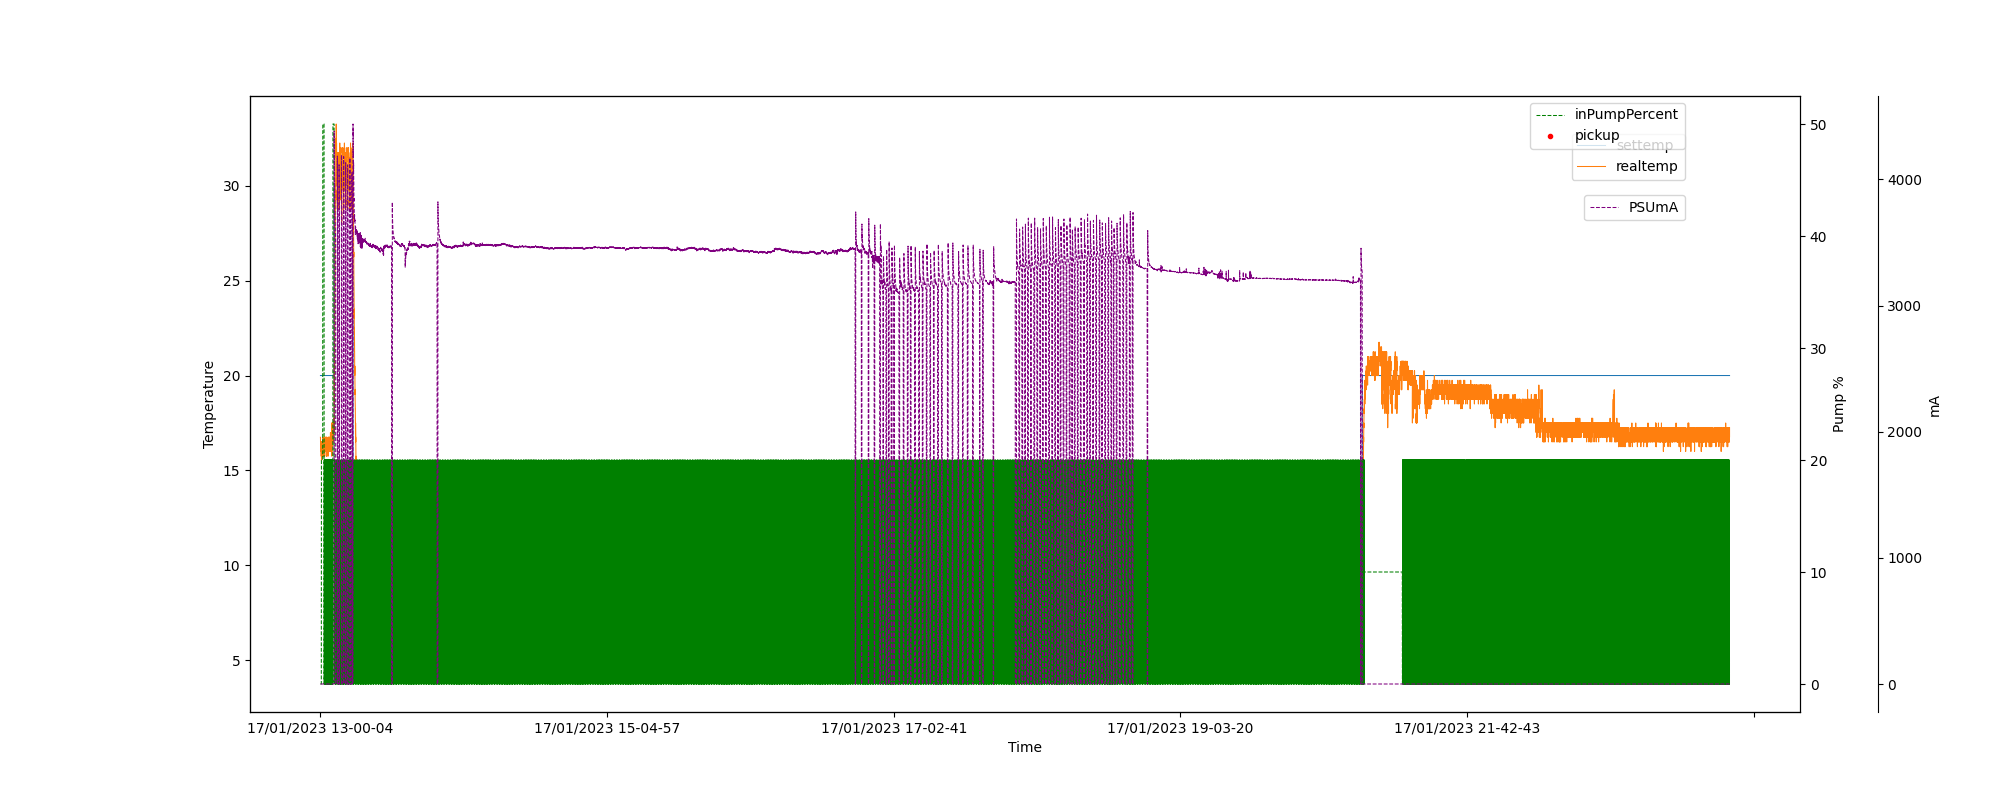 inPumpPercent
pickup
settemp
realtemp
PSUmA
30
25
20
15
10
5
Temperature
50
40
30
20
10
0
Pump %
4000
3000
2000
1000
0
mA
17/01/2023 13-00-04
17/01/2023 15-04-57
17/01/2023 17-02-41
17/01/2023 19-03-20
17/01/2023 21-42-43
Time